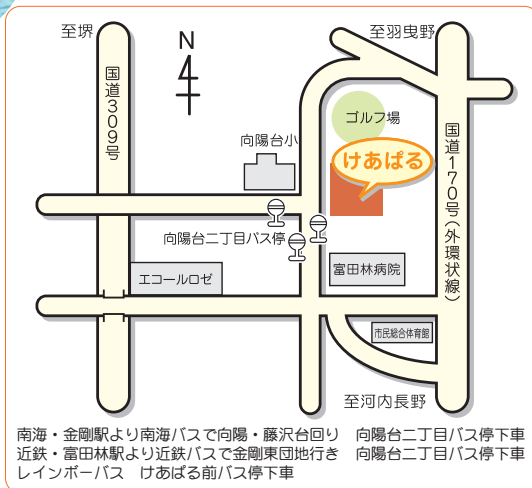 至堺
N
至羽曳野
国道309号
ゴルフ場
国道170号(外環状線)
向陽台小
けあぱる
向陽台二丁目バス停
富田林病院
エコールロゼ
市民総合体育館
至河内長野
南海・金剛駅より南海バスで向陽・藤沢台回り　向陽台二丁目バス停下車
近鉄・富田林駅より近鉄バスで金剛東団地行き　向陽台二丁目バス停下車
レインボーバス　けあぱる前バス停下車